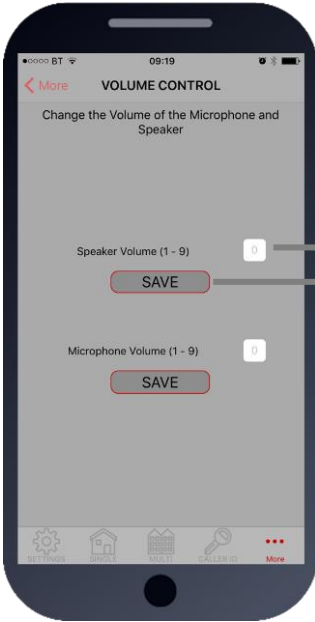 BT 09:19
More VOLUME CONTROL
Change the Volume of the Microphone and
Speaker
Speaker Volume (1 - 9) 0
SAVE
Microphone Volume (1 - 9) 0
SAVE
SETTINGS SINGLE MULTI CALLER ID More